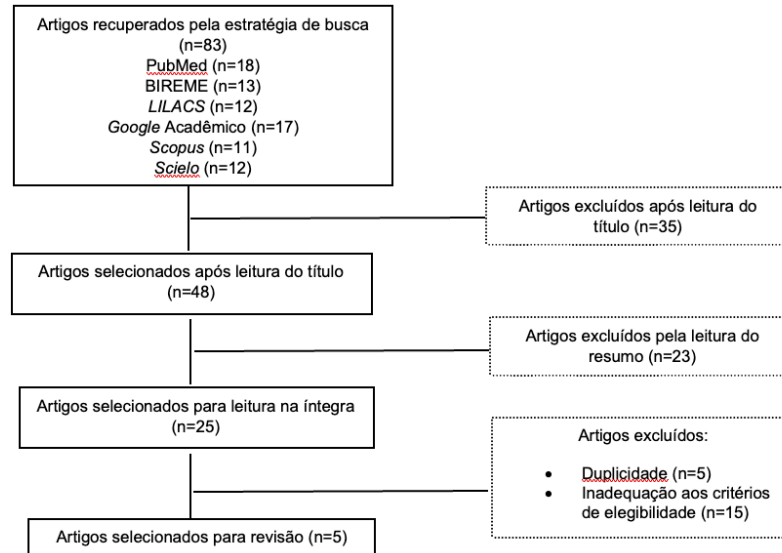 Artigos recuperados pela estratégia de busca
(n=83)
PubMed (n=18)
BIREME (n=13)
LILACS (n=12)
Google Acadêmico (n=17)
Scopus (n=11)
Scielo (n=12)
Artigos excluídos após leitura do
título (n=35)
Artigos selecionados após leitura do título
(n=48)
Artigos excluídos pela leitura do
resumo (n=23)
Artigos selecionados para leitura na íntegra
(n=25)
Artigos excluídos:
• Duplicidade (n=5)
• Inadequação aos critérios
de elegibilidade (n=15)
Artigos selecionados para revisão (n=5)